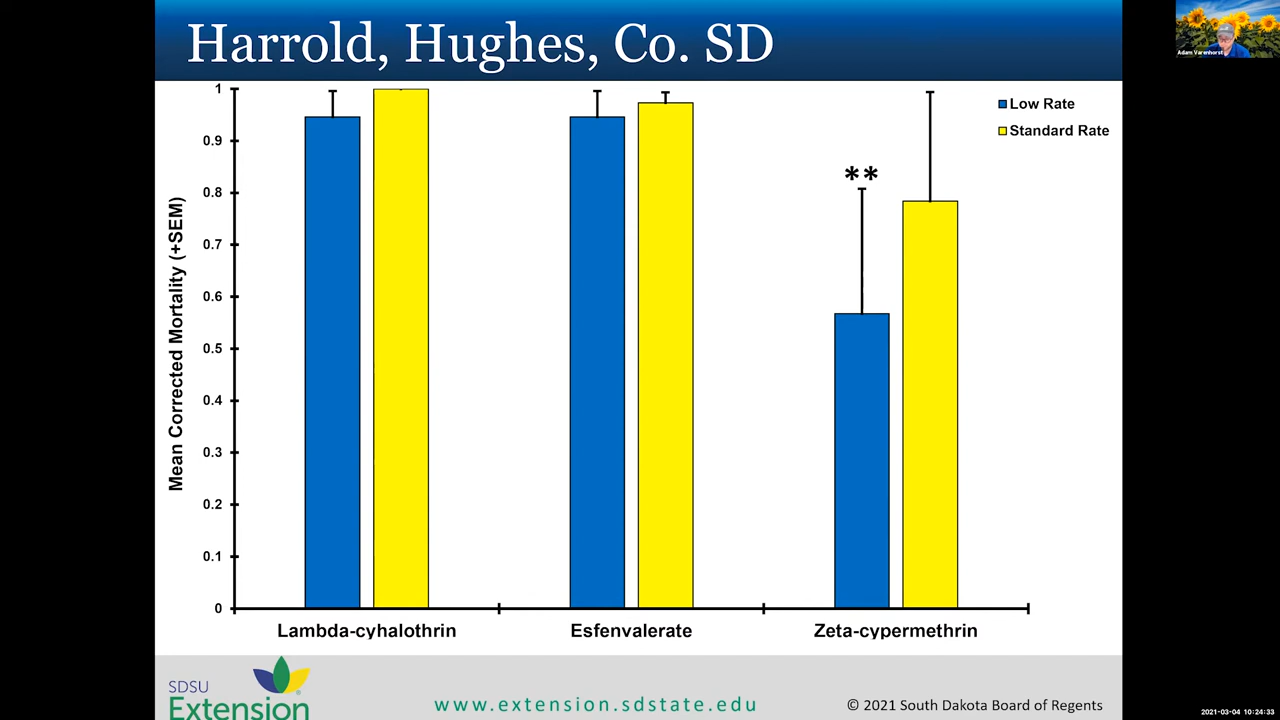 Harrold, Hughes, Co. SD
Adam Varenhorst
Mean Corrected Mortality (+SEM)
1
0.9
0.8
0.7
0.6
0.5
0.4
0.3
0.2
0.1
0
**
Low Rate
Standard Rate
Lambda-cyhalothrin
Esfenvalerate
Zeta-cypermethrin
SDSU
Extension
www.extension.sdstate.edu
© 2021 South Dakota Board of Regents
2021-03-04 10:24:33